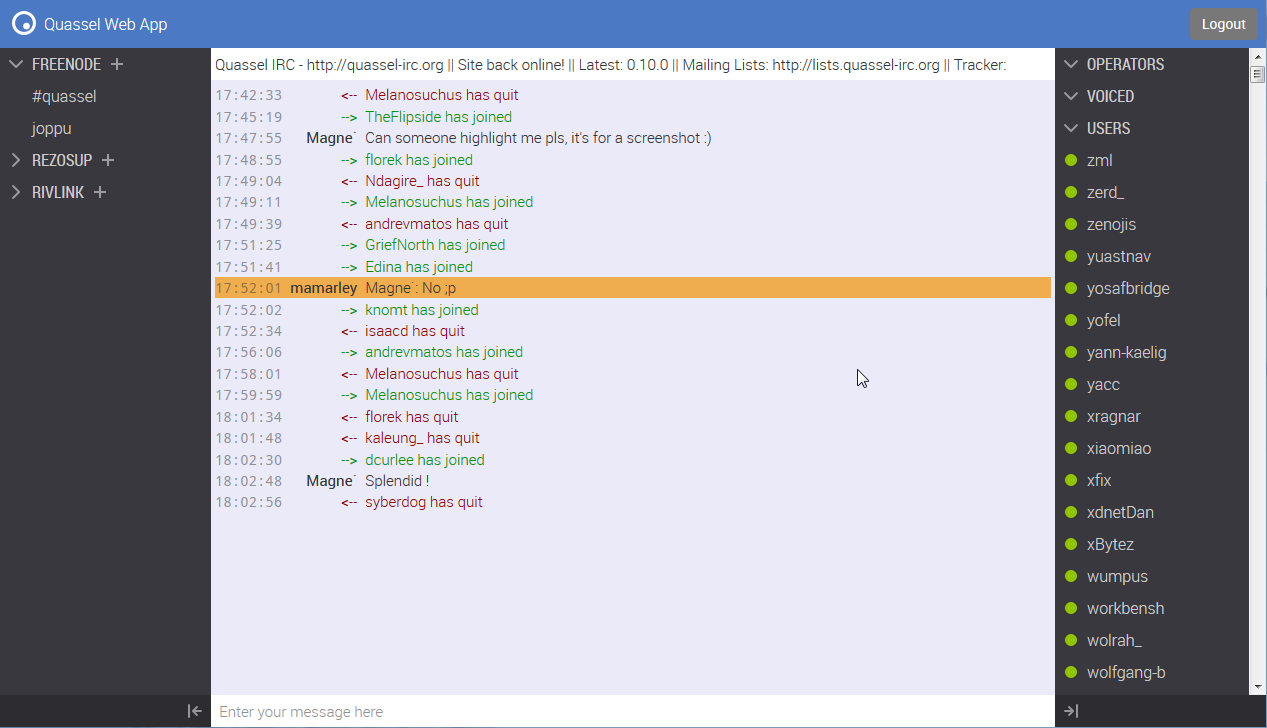 Quassel Web App
Logout
FREENODE
#quassel
joppu
REZOSUP
RIVLINK
Quassel IRC - http://quassel-irc.org || Site back online! || Latest: 0.10.0 || Mailing Lists: http://lists.quassel-irc.org || Tracker:
17:42:33 <-- Melanosuchus has quit
17:45:19 --> TheFlipside has joined
17:47:55 Magne` Can someone highlight me pls, it's for a screenshot :)
17:48:55 --> florek has joined
17:49:04 <-- Ndagire_ has quit
17:49:11 --> Melanosuchus has joined
17:49:39 <-- andrevmatos has quit
17:51:25 --> GriefNorth has joined
17:51:41 --> Edina has joined
17:52:01 mamarley Magne`: No ;p
17:52:02 --> knomt has joined
17:52:34 <-- isaacd has quit
17:56:06 --> andrevmatos has joined
17:58:01 <-- Melanosuchus has quit
17:59:59 --> Melanosuchus has joined
18:01:34 <-- florek has quit
18:01:48 <-- kaleung_ has quit
18:02:30 --> dcurlee has joined
18:02:48 Magne` Splendid !
18:02:56 <-- syberdog has quit
Enter your message here
OPERATORS
VOICED
USERS
zml
zerd_
zenojis
yuastnav
yosafbridge
yofel
yann-kaelig
yacc
xragnar
xiaomiao
xfix
xdnetDan
xBytez
wumpus
workbensh
wolrah_
wolfgang-b